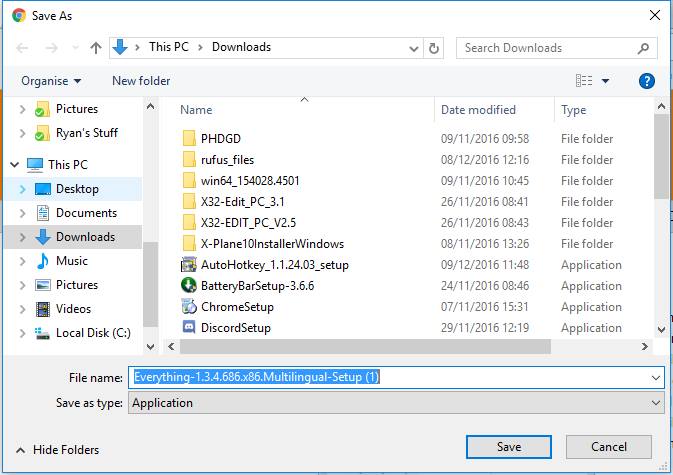 Save As
This PC > Downloads
Search Downloads
Organise
New folder
?
Pictures
Ryan's Stuff
This PC
Desktop
Documents
Downloads
Music
Pictures
Videos
Local Disk (C:)
Name Date modified Type
PHDGD 09/11/2016 09:58 File folder
rufus_files 08/12/2016 12:16 File folder
win64_154028.4501 09/11/2016 10:45 File folder
X32-Edit_PC_3.1 26/11/2016 08:41 File folder
X32-EDIT_PC_V2.5 26/11/2016 08:43 File folder
X-Plane10InstallerWindows 08/11/2016 13:26 File folder
AutoHotkey_1.1.24.03_setup 09/12/2016 11:48 Application
BatteryBarSetup-3.6.6 24/11/2016 08:46 Application
ChromeSetup 07/11/2016 15:31 Application
DiscordSetup 29/11/2016 12:19 Application
File name: Everything-1.3.4.686.x86.Multilingual-Setup (1)
Save as type: Application
Hide Folders
Save
Cancel